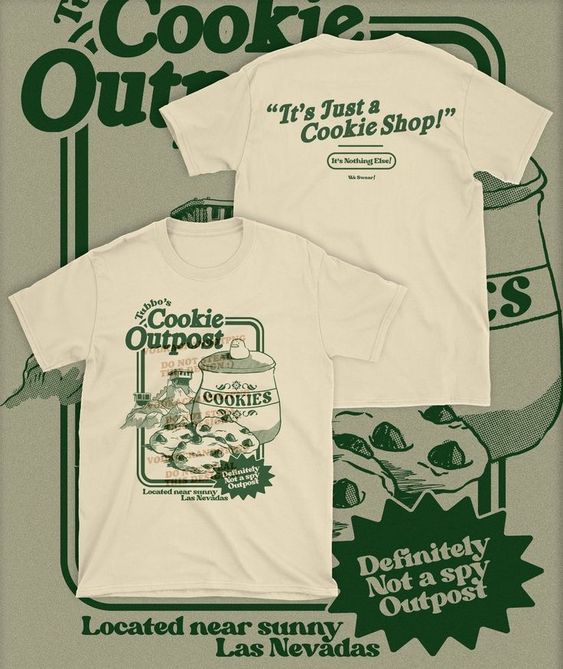 Cookie
Outp
"It's Just a
Cookie Shop!"
It's Nothing Else!
We Swear!
Tubbo's
Cookie
Outpost
DO NOT STEAL
COOKIES
Definitely
Not a spy
Outpost
Located near sunny
Las Nevadas
Definitely
Not a spy
Outpost
Located near sunny
Las Nevadas